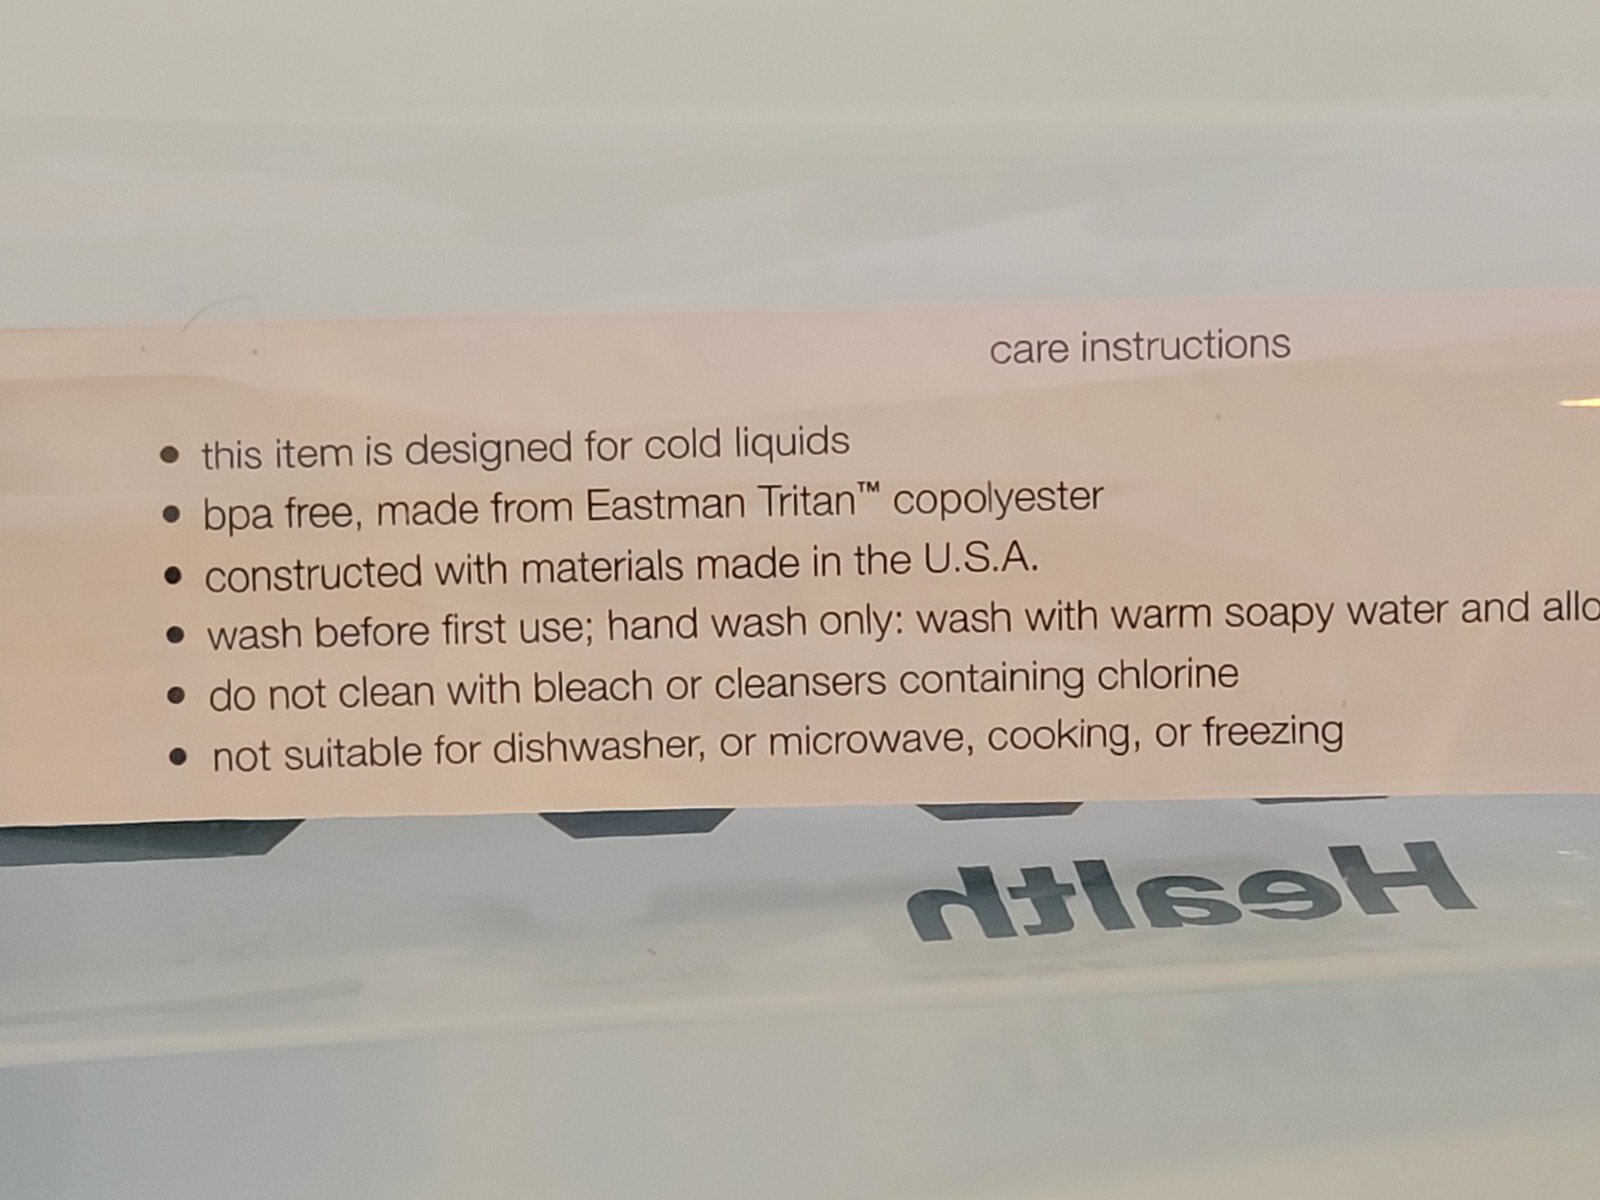 care instructions
• this item is designed for cold liquids
• bpa free, made from Eastman Tritan™ copolyester
• constructed with materials made in the U.S.A.
• wash before first use; hand wash only: wash with warm soapy water and allo
• do not clean with bleach or cleansers containing chlorine
• not suitable for dishwasher, or microwave, cooking, or freezing
Health